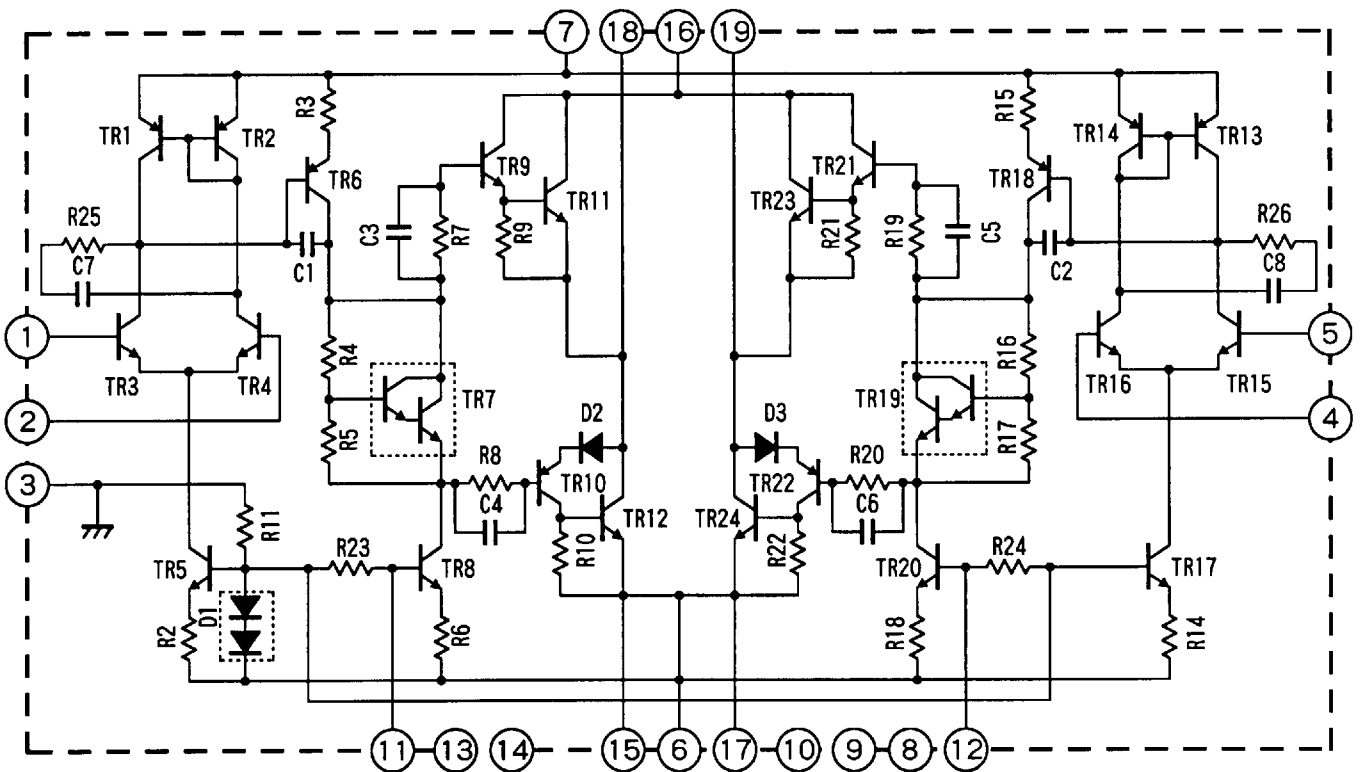 7 18 16 19
R3 R15
TR1 TR2 TR14 TR13
TR9 TR21
TR6 TR18
TR11 TR23
R25 R26
C3 R7 R9 R21 R19 C5
C7 C1 C2 C8
1 5
R4 R16
TR3 TR4 TR7 TR19 TR16 TR15
2 D2 D3 4
R5 R17
R8 R20
3 TR10 TR22
C4 C6
R11 TR12 TR24
R23 R10 R22 R24
TR5 TR8 TR20 TR17
D1
R2 R6 R18 R14
11 13 14 15 6 17 10 9 8 12